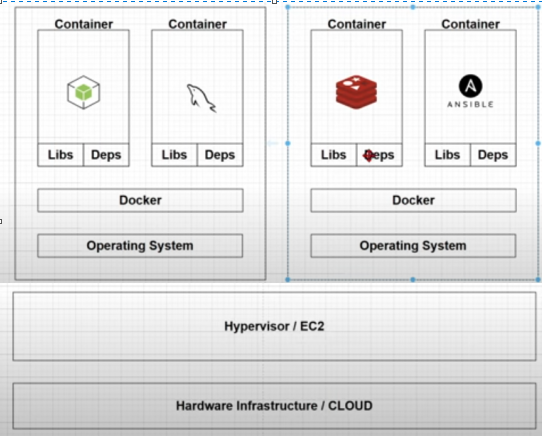 Container Container
Libs Deps Libs Deps
Docker
Operating System
Container Container
ANSIBLE
Libs Deps Libs Deps
Docker
Operating System
Hypervisor / EC2
Hardware Infrastructure / CLOUD